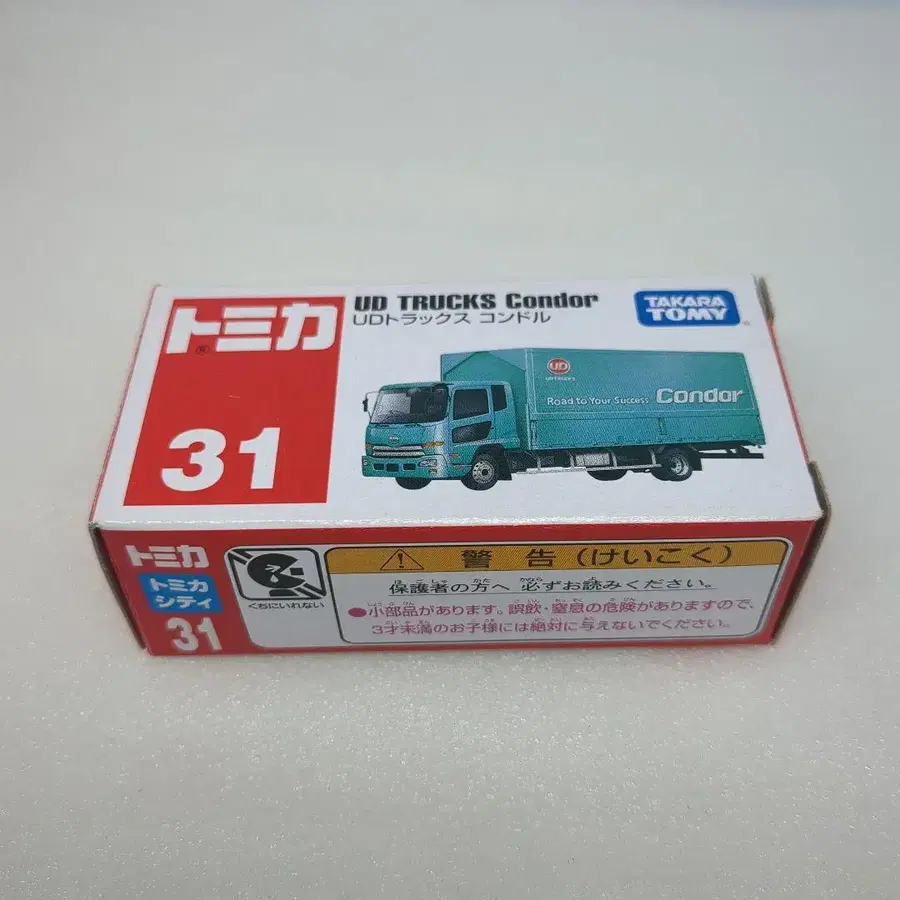 トミカ
31
UD TRUCKS Condor
UDトラックス コンドル
TAKARA
TOMY
UD
UD TRUCKS
Road to Your Success Condor
トミカ
トミカ
シティ
31
くちにいれない
警告(けいこく)
保護者の方へ 必ずお読みください。
●小部品があります。誤飲・窒息の危険がありますので、
3才未満のお子様には絶対に与えないでください。